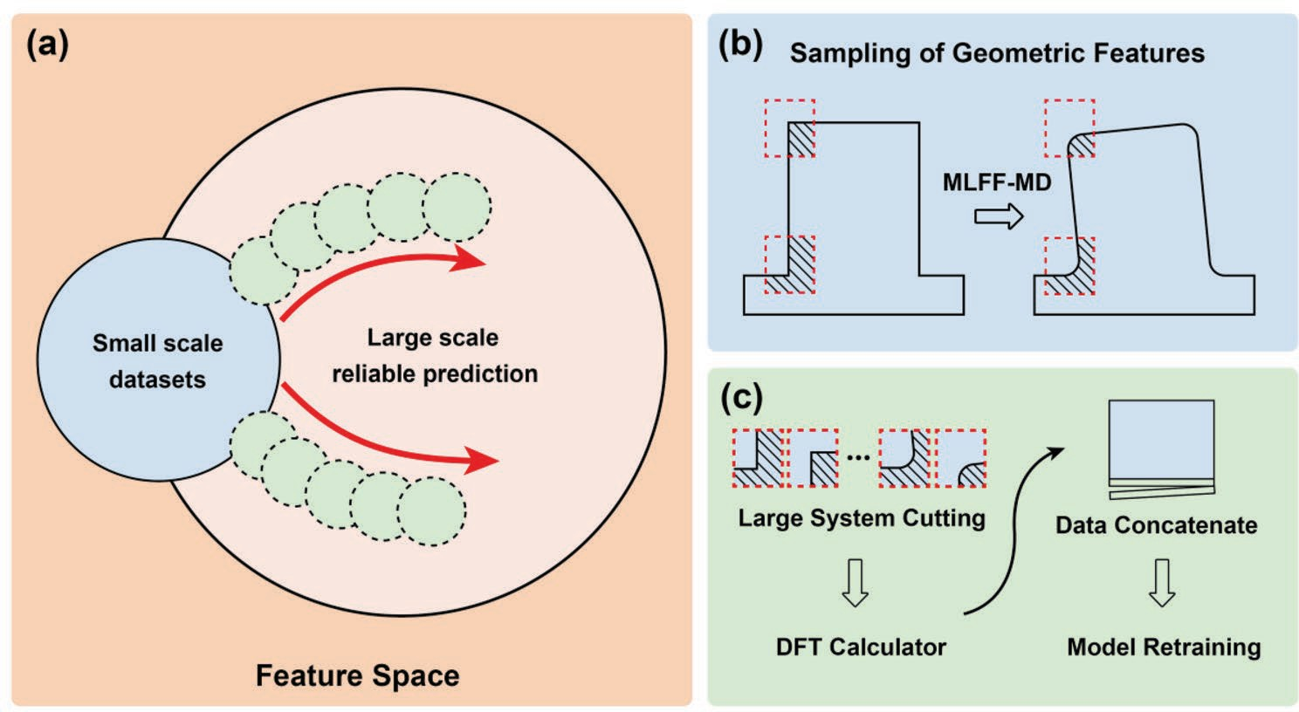 (a)
Small scale
datasets
Large scale
reliable prediction
Feature Space
(b)
Sampling of Geometric Features
MLFF-MD
(c)
...
Large System Cutting
DFT Calculator
Data Concatenate
Model Retraining